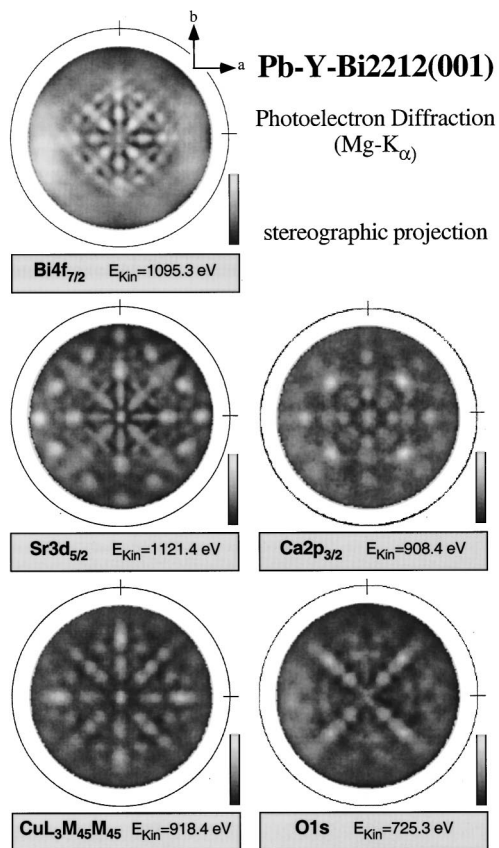 b
a
Pb-Y-Bi2212(001)
Photoelectron Diffraction
(Mg-Kα)
stereographic projection
Bi4f7/2 EKin=1095.3 eV
Sr3d5/2 EKin=1121.4 eV
Ca2p3/2 EKin=908.4 eV
CuL3M45M45 EKin=918.4 eV
O1s EKin=725.3 eV